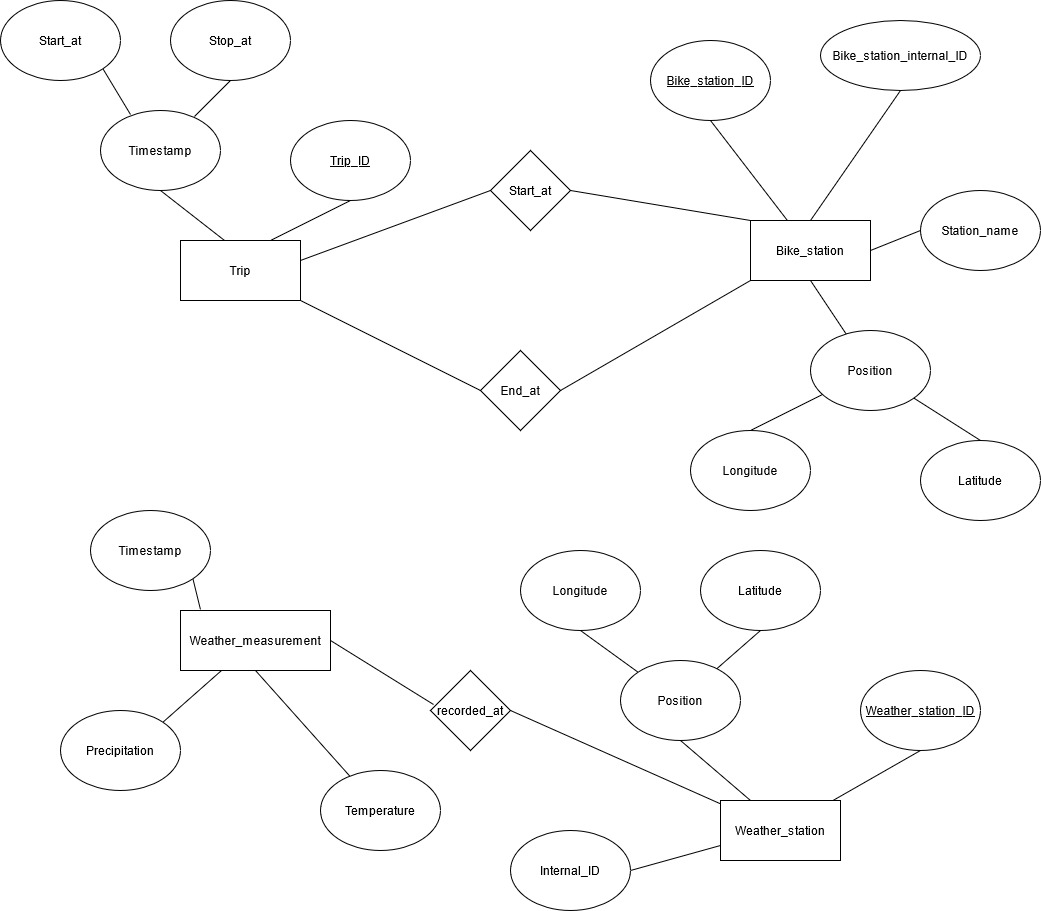 Start_at
Stop_at
Bike_station_ID
Bike_station_internal_ID
Timestamp
Trip_ID
Start_at
Station_name
Trip
Bike_station
Position
End_at
Longitude
Latitude
Timestamp
Longitude
Latitude
Weather_measurement
Position
Weather_station_ID
recorded_at
Precipitation
Temperature
Weather_station
Internal_ID